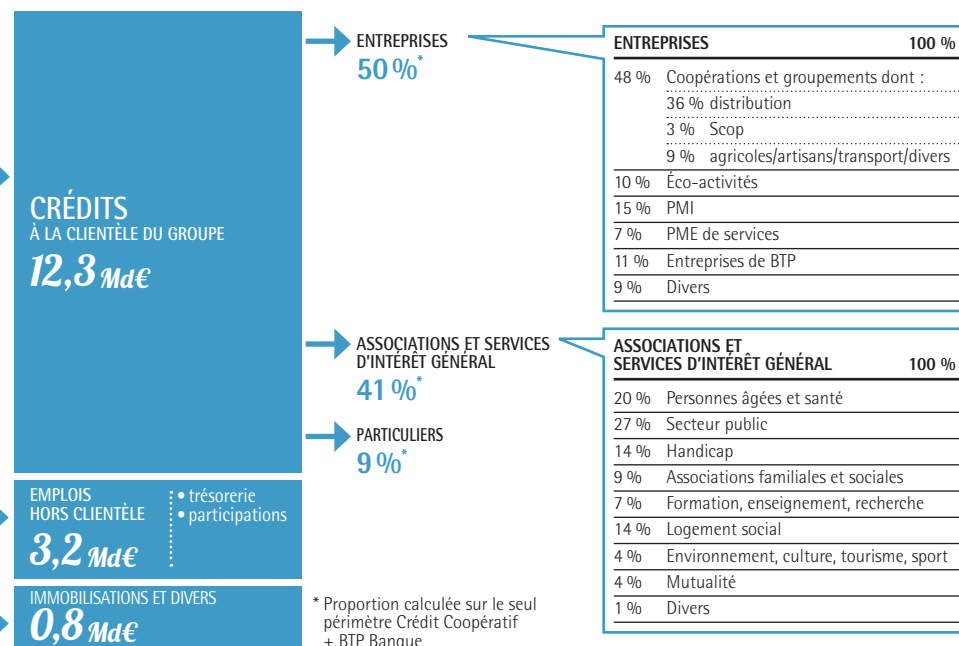 CRÉDITS
À LA CLIENTÈLE DU GROUPE
12,3 Md€
EMPLOIS
HORS CLIENTÈLE
3,2 Md€
• trésorerie
• participations
IMMOBILISATIONS ET DIVERS
0,8 Md€
ENTREPRISES
50 %*
ASSOCIATIONS ET SERVICES
D'INTÉRÊT GÉNÉRAL
41 %*
PARTICULIERS
9 %*
* Proportion calculée sur le seul
périmètre Crédit Coopératif
+ BTP Banque
ENTREPRISES 100 %
48 % Coopérations et groupements dont :
36 % distribution
3 % Scop
9 % agricoles/artisans/transport/divers
10 % Éco-activités
15 % PMI
7 % PME de services
11 % Entreprises de BTP
9 % Divers
ASSOCIATIONS ET
SERVICES D'INTÉRÊT GÉNÉRAL 100 %
20 % Personnes âgées et santé
27 % Secteur public
14 % Handicap
9 % Associations familiales et sociales
7 % Formation, enseignement, recherche
14 % Logement social
4 % Environnement, culture, tourisme, sport
4 % Mutualité
1 % Divers